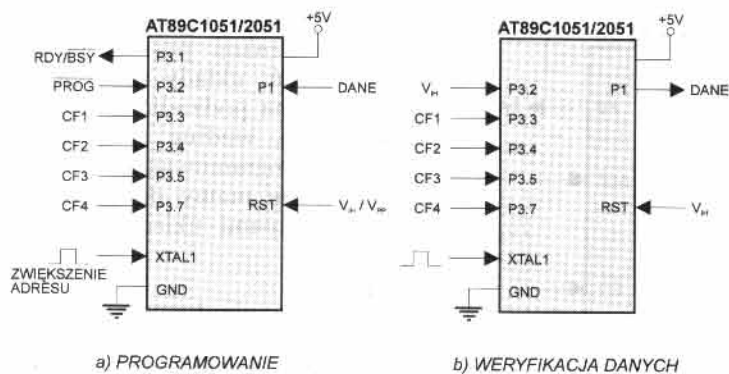 AT89C1051/2051
+5V
RDY/BSY
P3.1
PROG
P3.2
P1
DANE
CF1
P3.3
CF2
P3.4
CF3
P3.5
CF4
P3.7
RST
VIH / VPP
ZWIĘKSZENIE
ADRESU
XTAL1
GND
a) PROGRAMOWANIE
AT89C1051/2051
+5V
VIH
P3.2
P1
DANE
CF1
P3.3
CF2
P3.4
CF3
P3.5
CF4
P3.7
RST
VIH
XTAL1
GND
b) WERYFIKACJA DANYCH